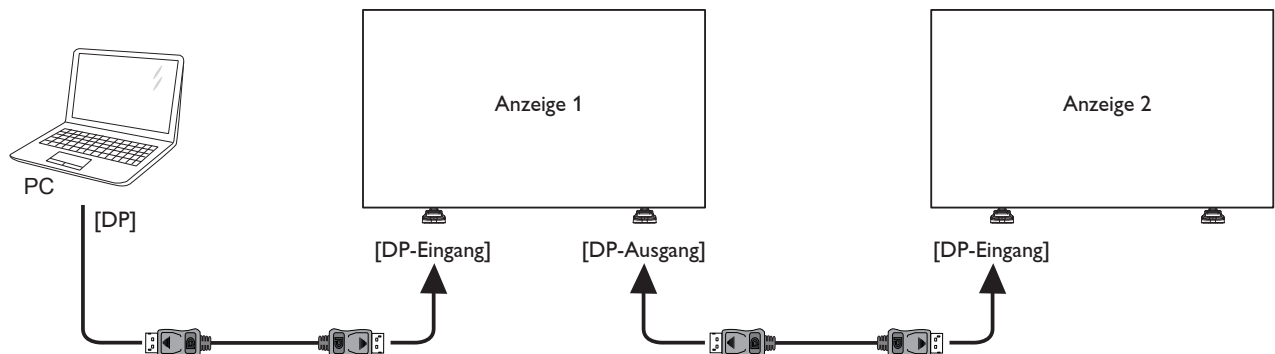 Anzeige 1
Anzeige 2
PC
[DP]
[DP-Eingang]
[DP-Ausgang]
[DP-Eingang]